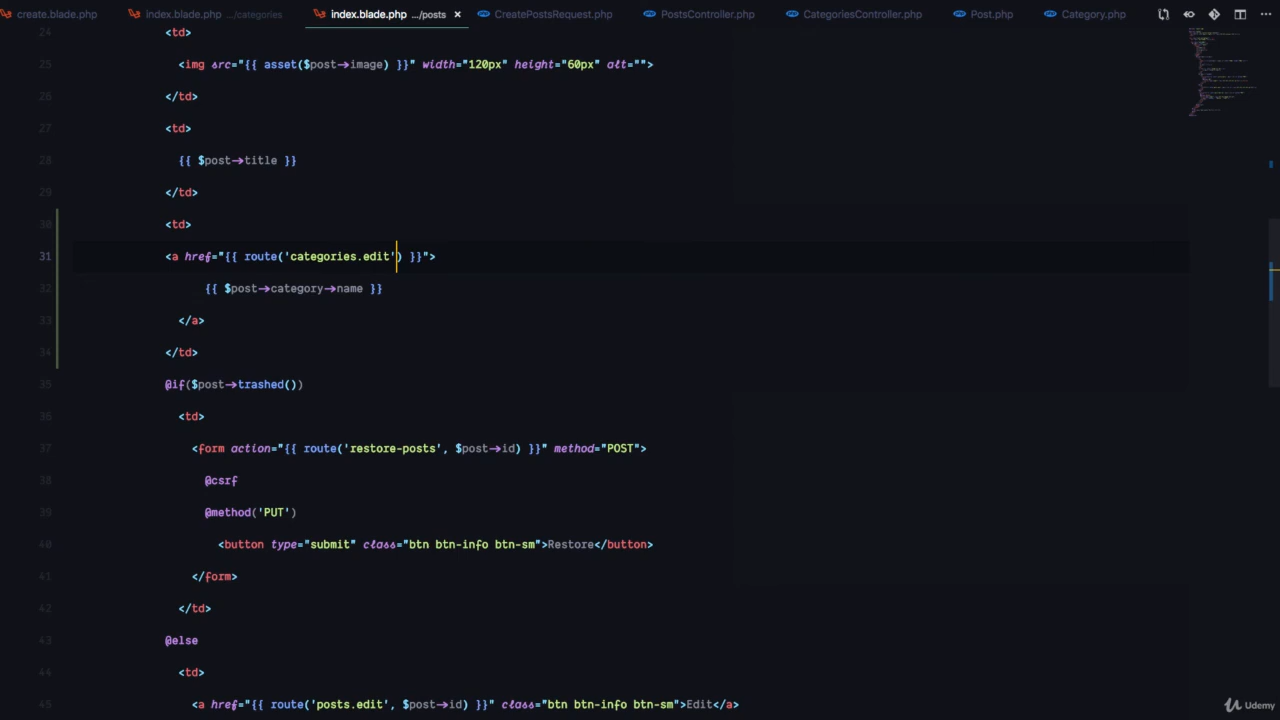 create.blade.php index.blade.php .../categories index.blade.php .../posts × CreatePostsRequest.php PostsController.php CategoriesController.php Post.php Category.php
24 <td>
25 <img src="{{ asset($post->image) }}" width="120px" height="60px" alt="">
26 </td>
27 <td>
28 {{ $post->title }}
29 </td>
30 <td>
31 <a href="{{ route('categories.edit') }}">
32 {{ $post->category->name }}
33 </a>
34 </td>
35 @if($post->trashed())
36 <td>
37 <form action="{{ route('restore-posts', $post->id) }}" method="POST">
38 @csrf
39 @method('PUT')
40 <button type="submit" class="btn btn-info btn-sm">Restore</button>
41 </form>
42 </td>
43 @else
44 <td>
45 <a href="{{ route('posts.edit', $post->id) }}" class="btn btn-info btn-sm">Edit</a>
Udemy